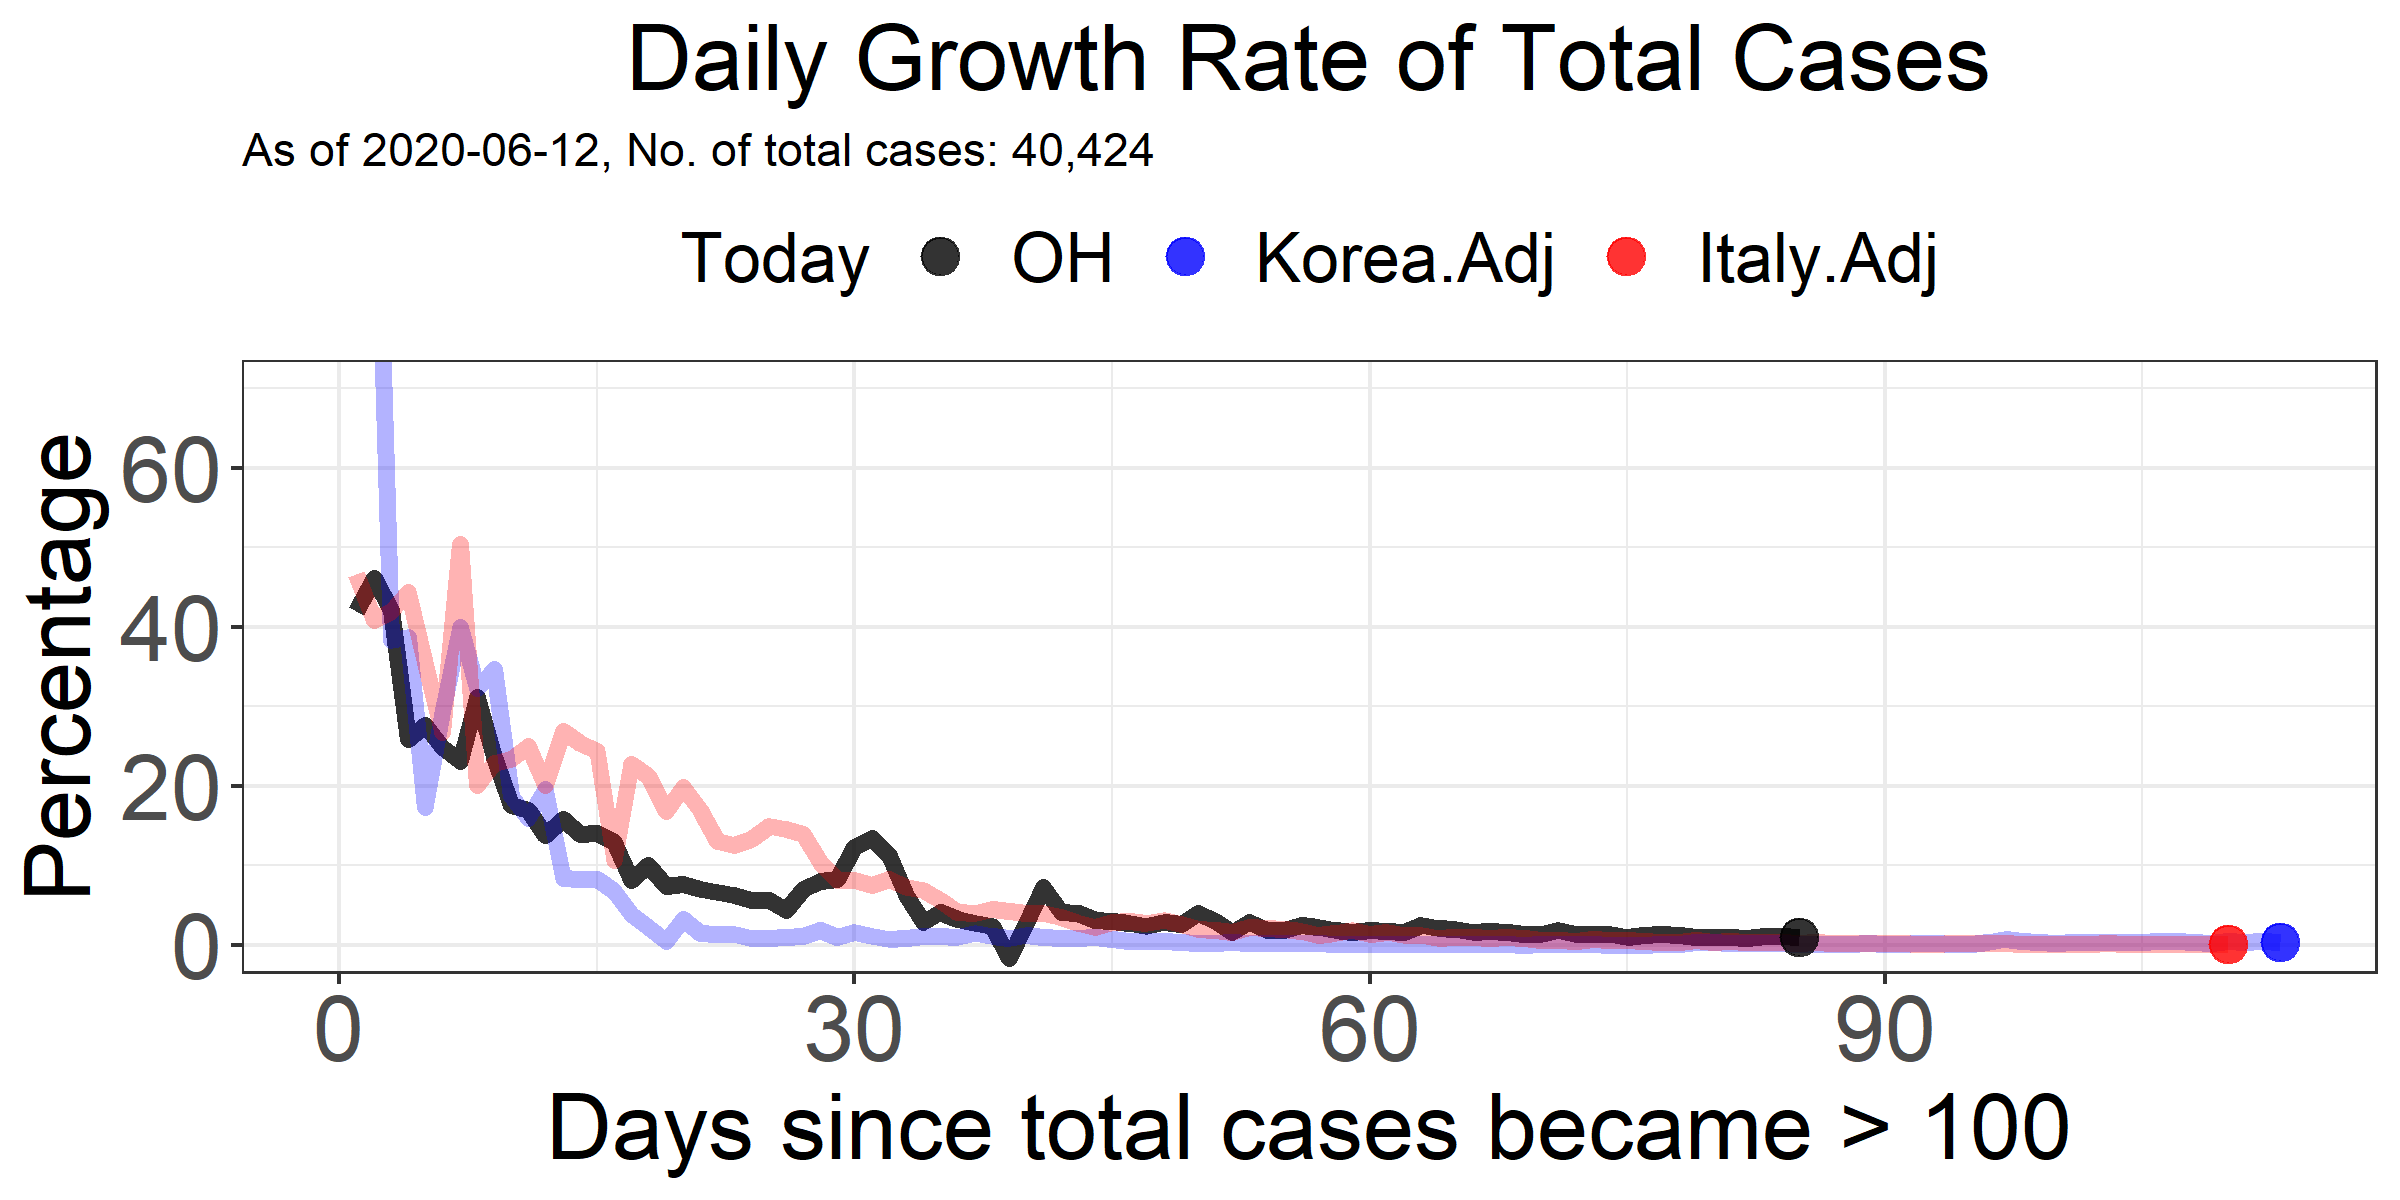 Daily Growth Rate of Total Cases
As of 2020-06-12, No. of total cases: 40,424
Today OH Korea.Adj Italy.Adj
Percentage
60
40
20
0
0 30 60 90
Days since total cases became > 100